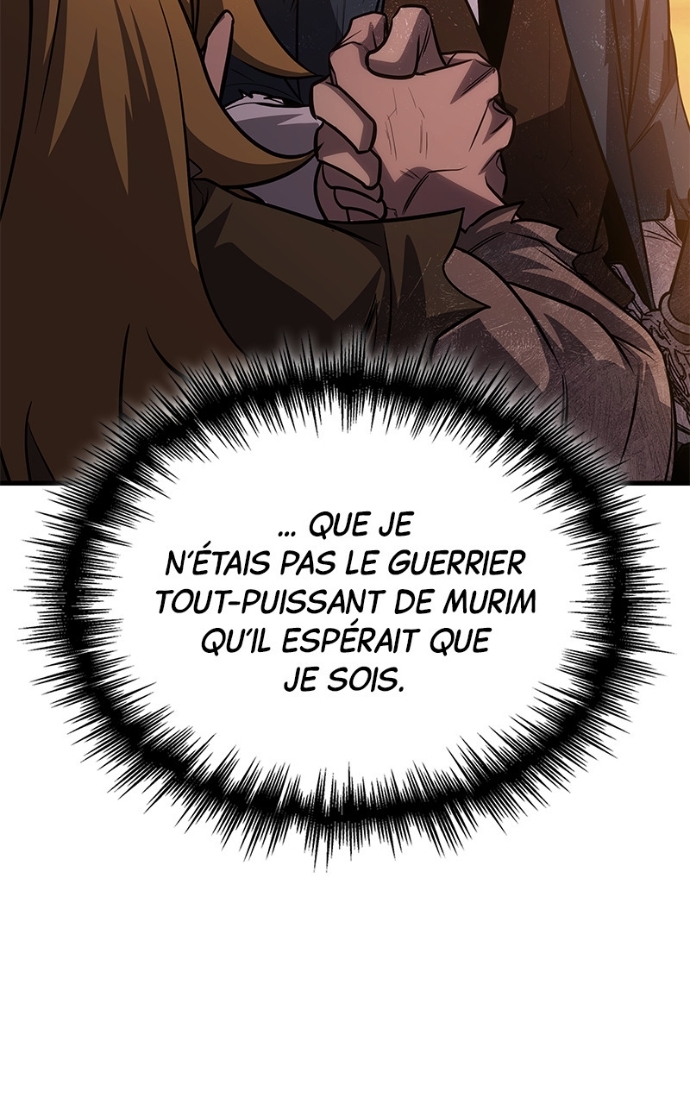 ... QUE JE
N'ÉTAIS PAS LE GUERRIER
TOUT-PUISSANT DE MURIM
QU'IL ESPÉRAIT QUE
JE SOIS.